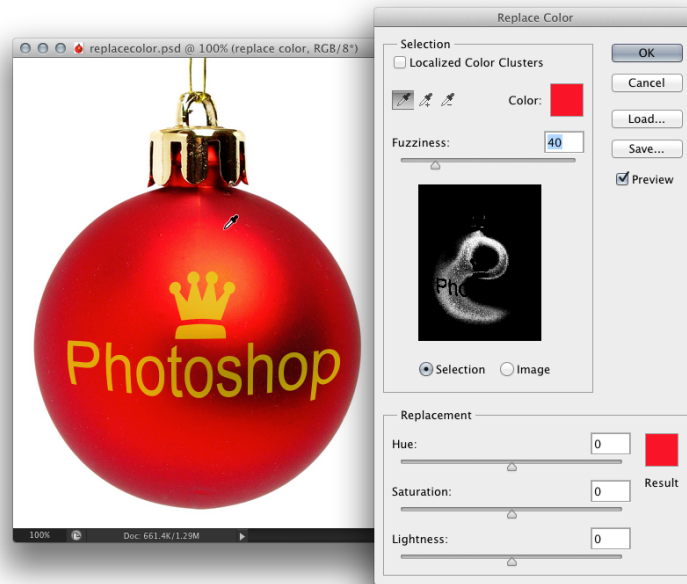 Replace Color
replacecolor.psd @ 100% (replace color, RGB/8*)
Photoshop
100%
Doc: 661.4K/1.29M
Selection
Localized Color Clusters
Color:
Fuzziness:
40
Pho
Selection
Image
OK
Cancel
Load...
Save...
Preview
Replacement
Hue:
0
Saturation:
0
Lightness:
0
Result